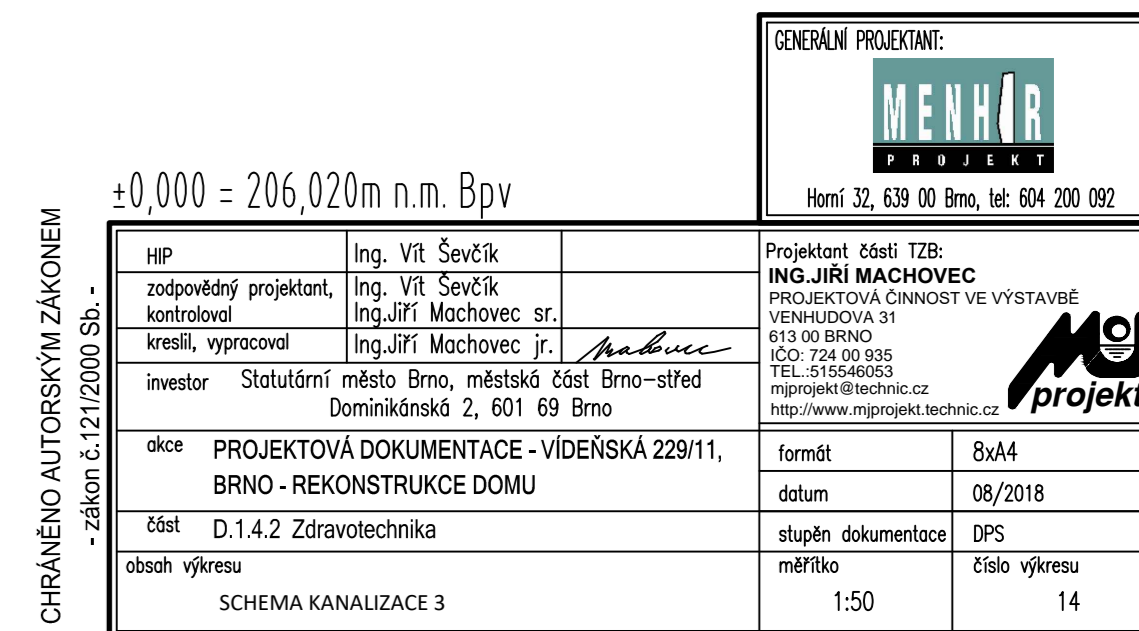 GENERÁLNÍ PROJEKTANT:
MENHIR
PROJEKT
Horní 32, 639 00 Brno, tel: 604 200 092
±0,000 = 206,020m n.m. Bpv
CHRÁNĚNO AUTORSKÝM ZÁKONEM
- zákon č.121/2000 Sb. -
HIP Ing. Vít Ševčík
zodpovědný projektant, Ing. Vít Ševčík
kontroloval Ing.Jiří Machovec sr.
kreslil, vypracoval Ing.Jiří Machovec jr. Machovec
investor Statutární město Brno, městská část Brno-střed
Dominikánská 2, 601 69 Brno
Projektant části TZB:
ING.JIŘÍ MACHOVEC
PROJEKTOVÁ ČINNOST VE VÝSTAVBĚ
VENHUDOVA 31
613 00 BRNO
IČO: 724 00 935
TEL.:515546053
mjprojekt@technic.cz
http://www.mjprojekt.technic.cz
projekt
akce PROJEKTOVÁ DOKUMENTACE - VÍDEŇSKÁ 229/11,
BRNO - REKONSTRUKCE DOMU
část D.1.4.2 Zdravotechnika
obsah výkresu
SCHEMA KANALIZACE 3
formát 8xA4
datum 08/2018
stupěn dokumentace DPS
měřítko číslo výkresu
1:50 14